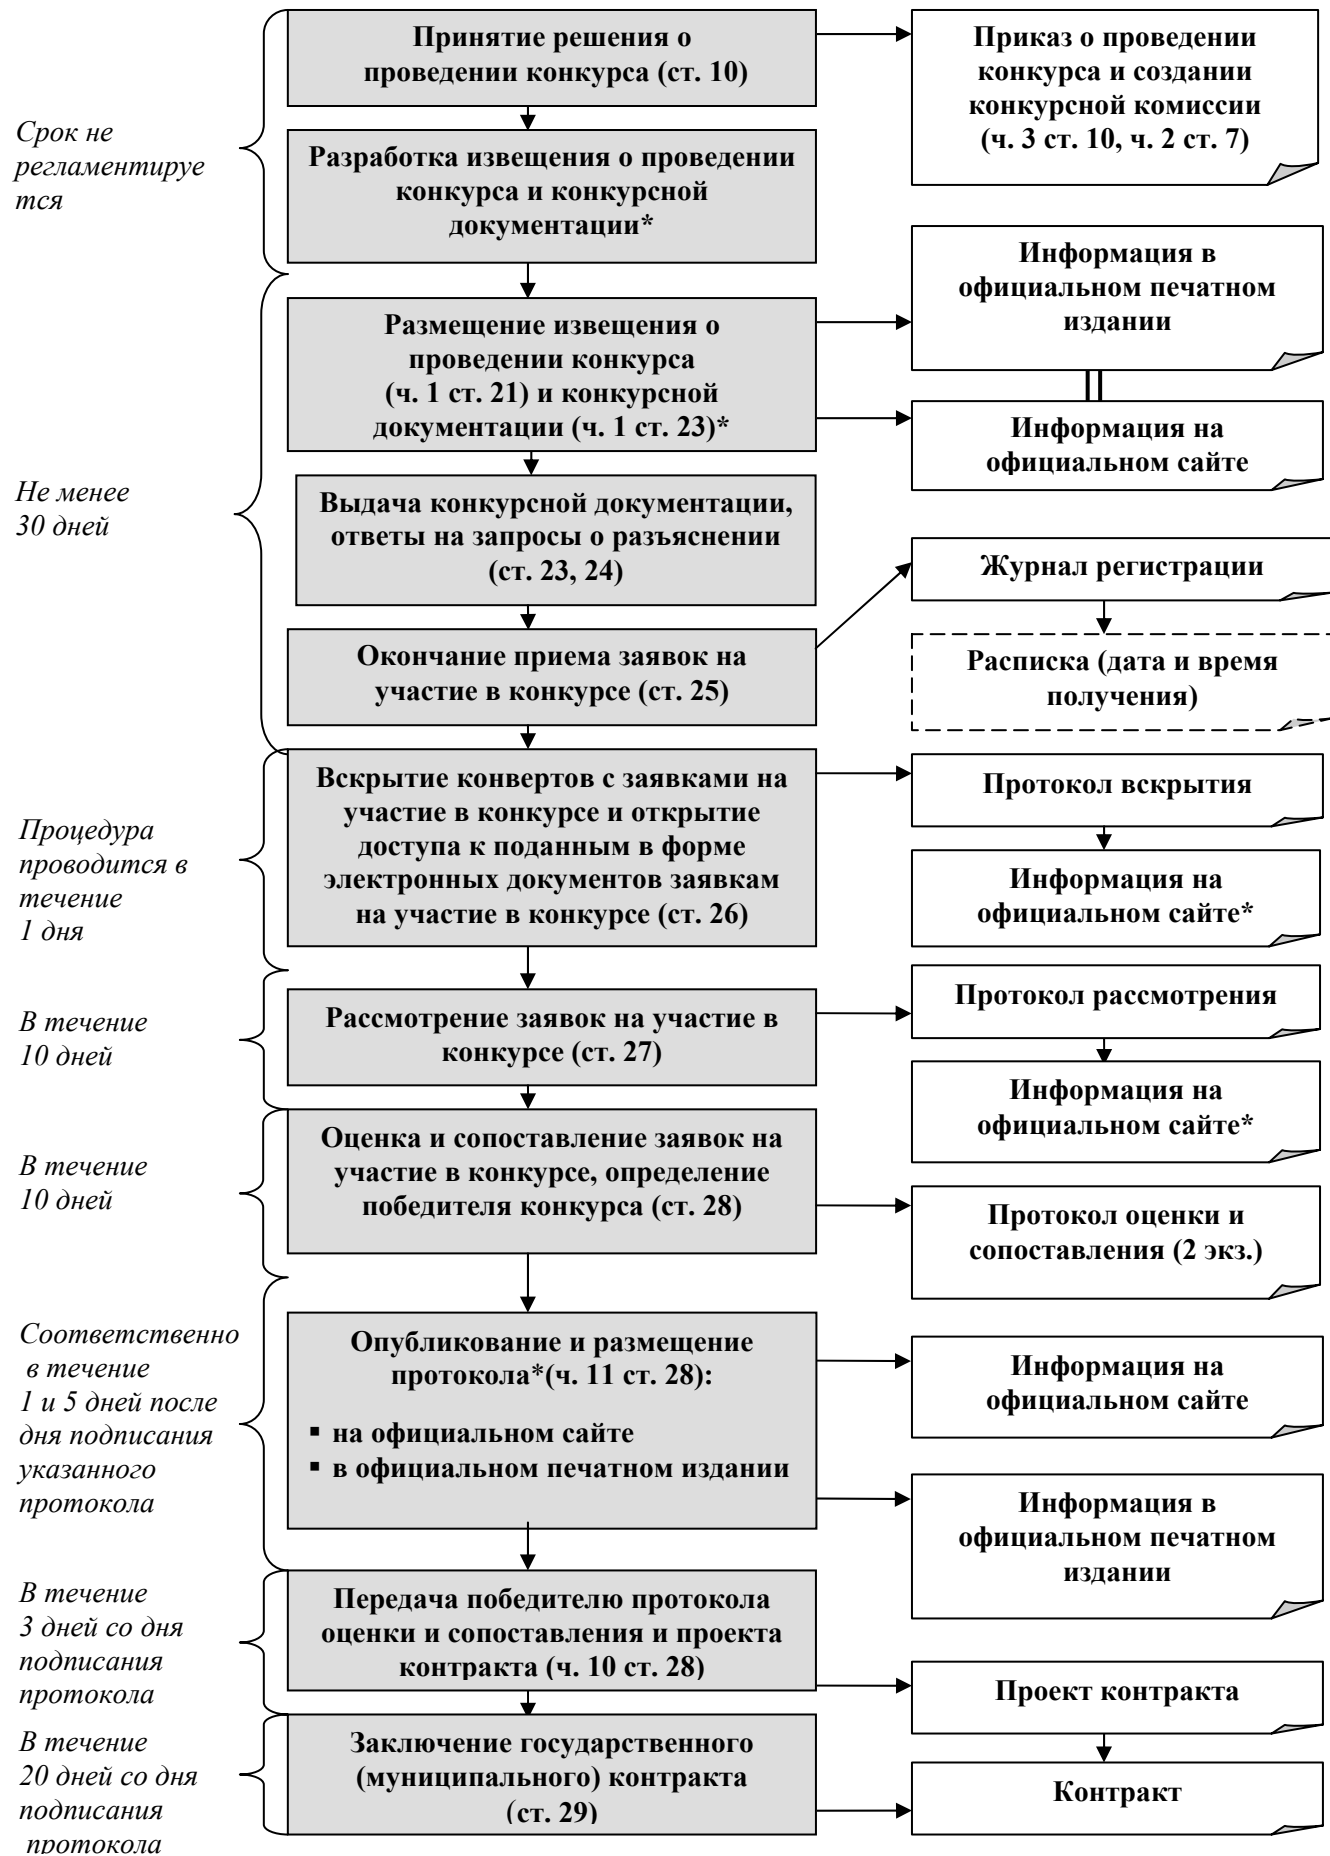 Принятие решения о
проведении конкурса (ст. 10)
Приказ о проведении
конкурса и создании
конкурсной комиссии
(ч. 3 ст. 10, ч. 2 ст. 7)
Срок не
регламентируе
тся
Разработка извещения о проведении
конкурса и конкурсной
документации*
Информация в
официальном печатном
издании
Размещение извещения о
проведении конкурса
(ч. 1 ст. 21) и конкурсной
документации (ч. 1 ст. 23)*
Информация на
официальном сайте
Не менее
30 дней
Выдача конкурсной документации,
ответы на запросы о разъяснении
(ст. 23, 24)
Журнал регистрации
Окончание приема заявок на
участие в конкурсе (ст. 25)
Расписка (дата и время
получения)
Вскрытие конвертов с заявками на
участие в конкурсе и открытие
доступа к поданным в форме
электронных документов заявкам
на участие в конкурсе (ст. 26)
Протокол вскрытия
Процедура
проводится в
течение
1 дня
Информация на
официальном сайте*
В течение
10 дней
Рассмотрение заявок на участие в
конкурсе (ст. 27)
Протокол рассмотрения
Информация на
официальном сайте*
В течение
10 дней
Оценка и сопоставление заявок на
участие в конкурсе, определение
победителя конкурса (ст. 28)
Протокол оценки и
сопоставления (2 экз.)
Соответственно
в течение
1 и 5 дней после
дня подписания
указанного
протокола
Опубликование и размещение
протокола*(ч. 11 ст. 28):
▪ на официальном сайте
▪ в официальном печатном издании
Информация на
официальном сайте
Информация в
официальном печатном
издании
В течение
3 дней со дня
подписания
протокола
Передача победителю протокола
оценки и сопоставления и проекта
контракта (ч. 10 ст. 28)
Проект контракта
В течение
20 дней со дня
подписания
протокола
Заключение государственного
(муниципального) контракта
(ст. 29)
Контракт